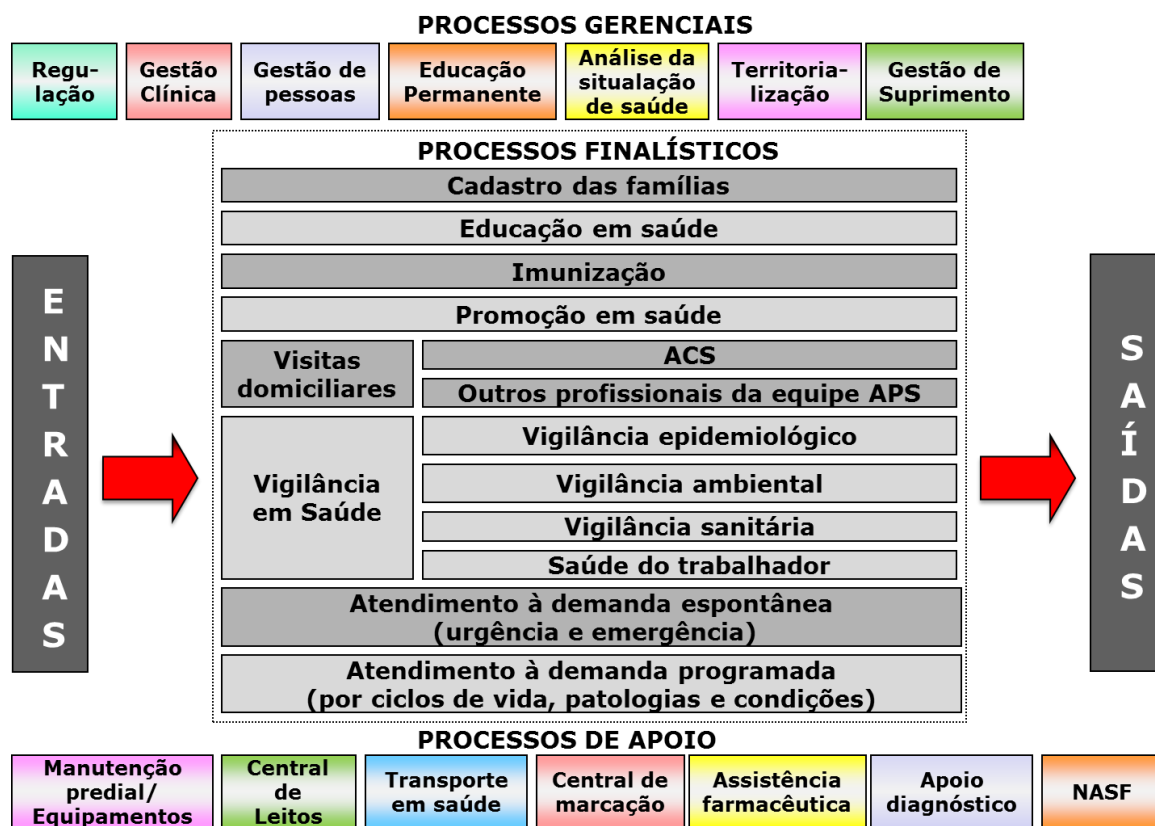 PROCESSOS GERENCIAIS
Regu-
lação
Gestão
Clínica
Gestão de
pessoas
Educação
Permanente
Análise da
situalação
de saúde
Territoria-
lização
Gestão de
Suprimento
PROCESSOS FINALÍSTICOS
Cadastro das famílias
Educação em saúde
Imunização
Promoção em saúde
Visitas
domiciliares
ACS
Outros profissionais da equipe APS
Vigilância
em Saúde
Vigilância epidemiológico
Vigilância ambiental
Vigilância sanitária
Saúde do trabalhador
Atendimento à demanda espontânea
(urgência e emergência)
Atendimento à demanda programada
(por ciclos de vida, patologias e condições)
ENTRADAS
SAÍDAS
PROCESSOS DE APOIO
Manutenção
predial/
Equipamentos
Central
de
Leitos
Transporte
em saúde
Central de
marcação
Assistência
farmacêutica
Apoio
diagnóstico
NASF